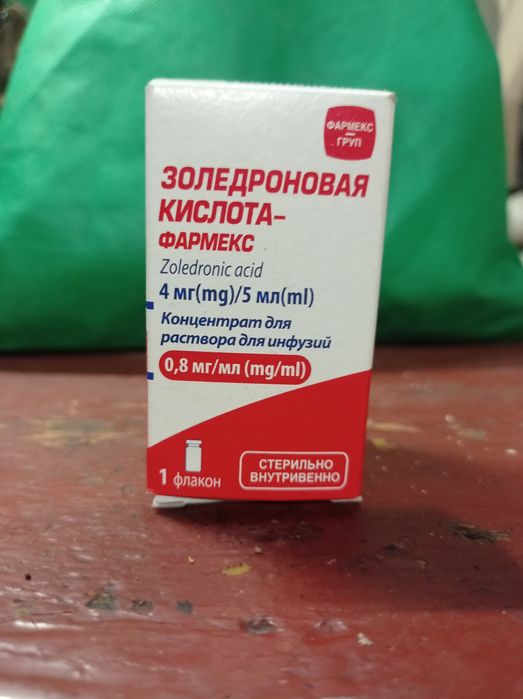 ФАРМЕКС
ГРУП
ЗОЛЕДРОНОВАЯ
КИСЛОТА-
ФАРМЕКС
Zoledronic acid
4 мг(mg)/5 мл(ml)
Концентрат для
раствора для инфузий
0,8 мг/мл (mg/ml)
1 флакон
СТЕРИЛЬНО
ВНУТРИВЕННО